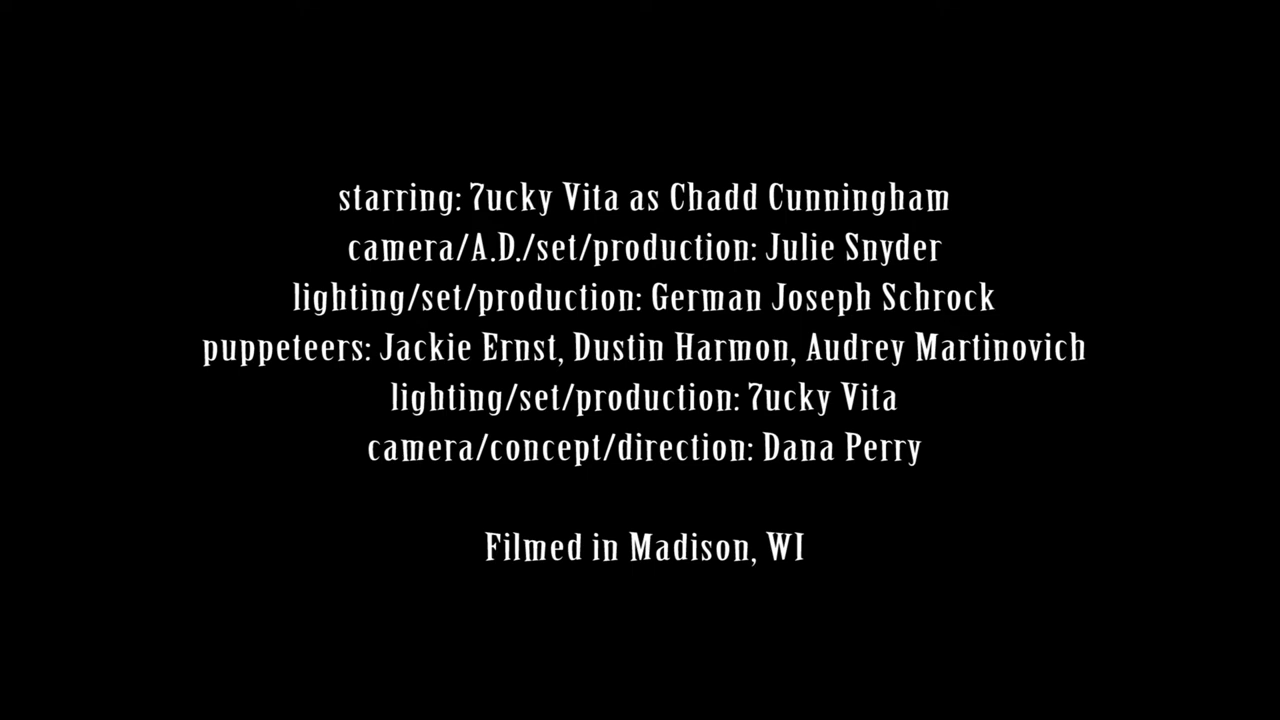 starring: 7ucky Vita as Chadd Cunningham
camera/A.D./set/production: Julie Snyder
lighting/set/production: German Joseph Schrock
puppeteers: Jackie Ernst, Dustin Harmon, Audrey Martinovich
lighting/set/production: 7ucky Vita
camera/concept/direction: Dana Perry
Filmed in Madison, WI